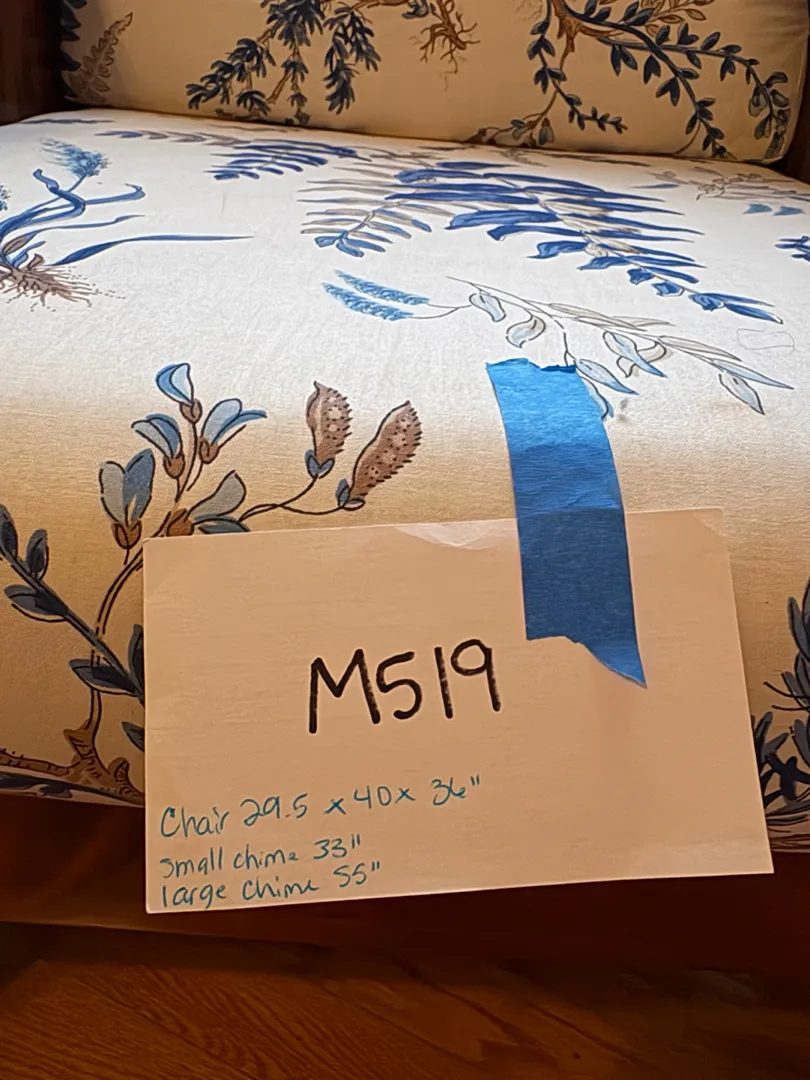 M519
Chair 29.5 x 40 x 36"
small chime 33"
large chime 55"